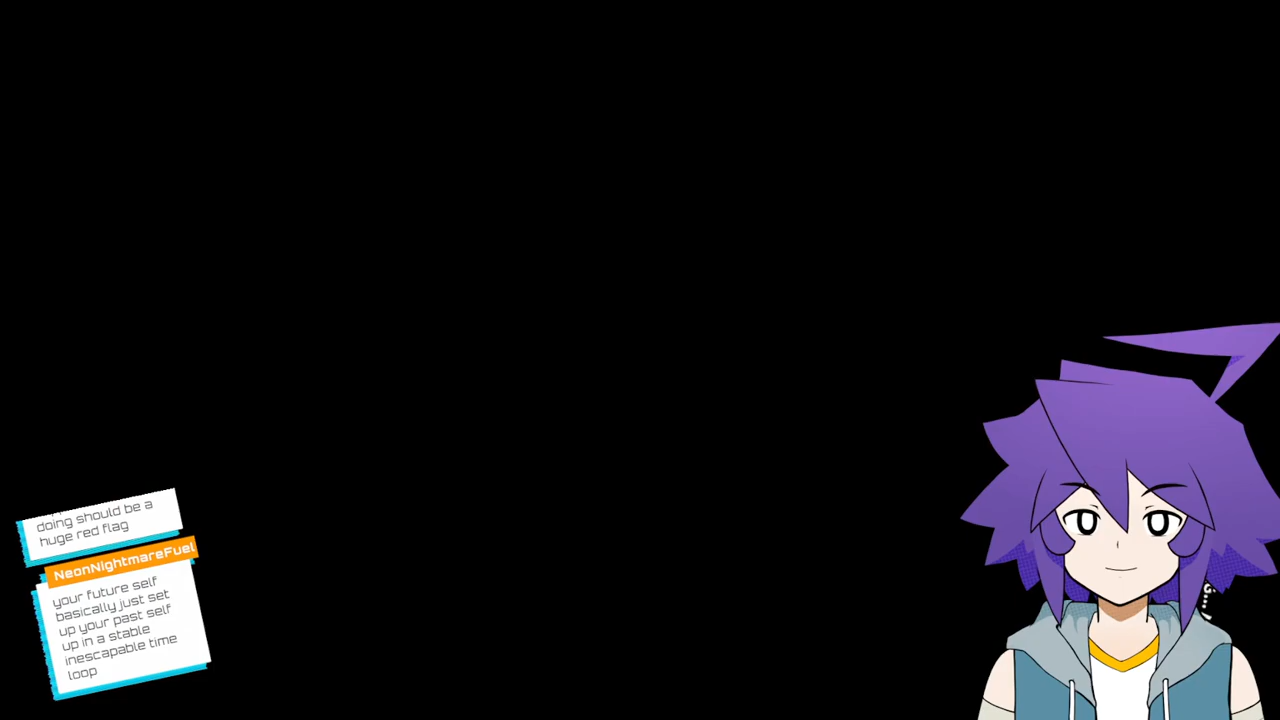 doing should be a
huge red flag
NeonNightmareFuel
your future self
basically just set
up your past self
up in a stable
inescapable time
loop